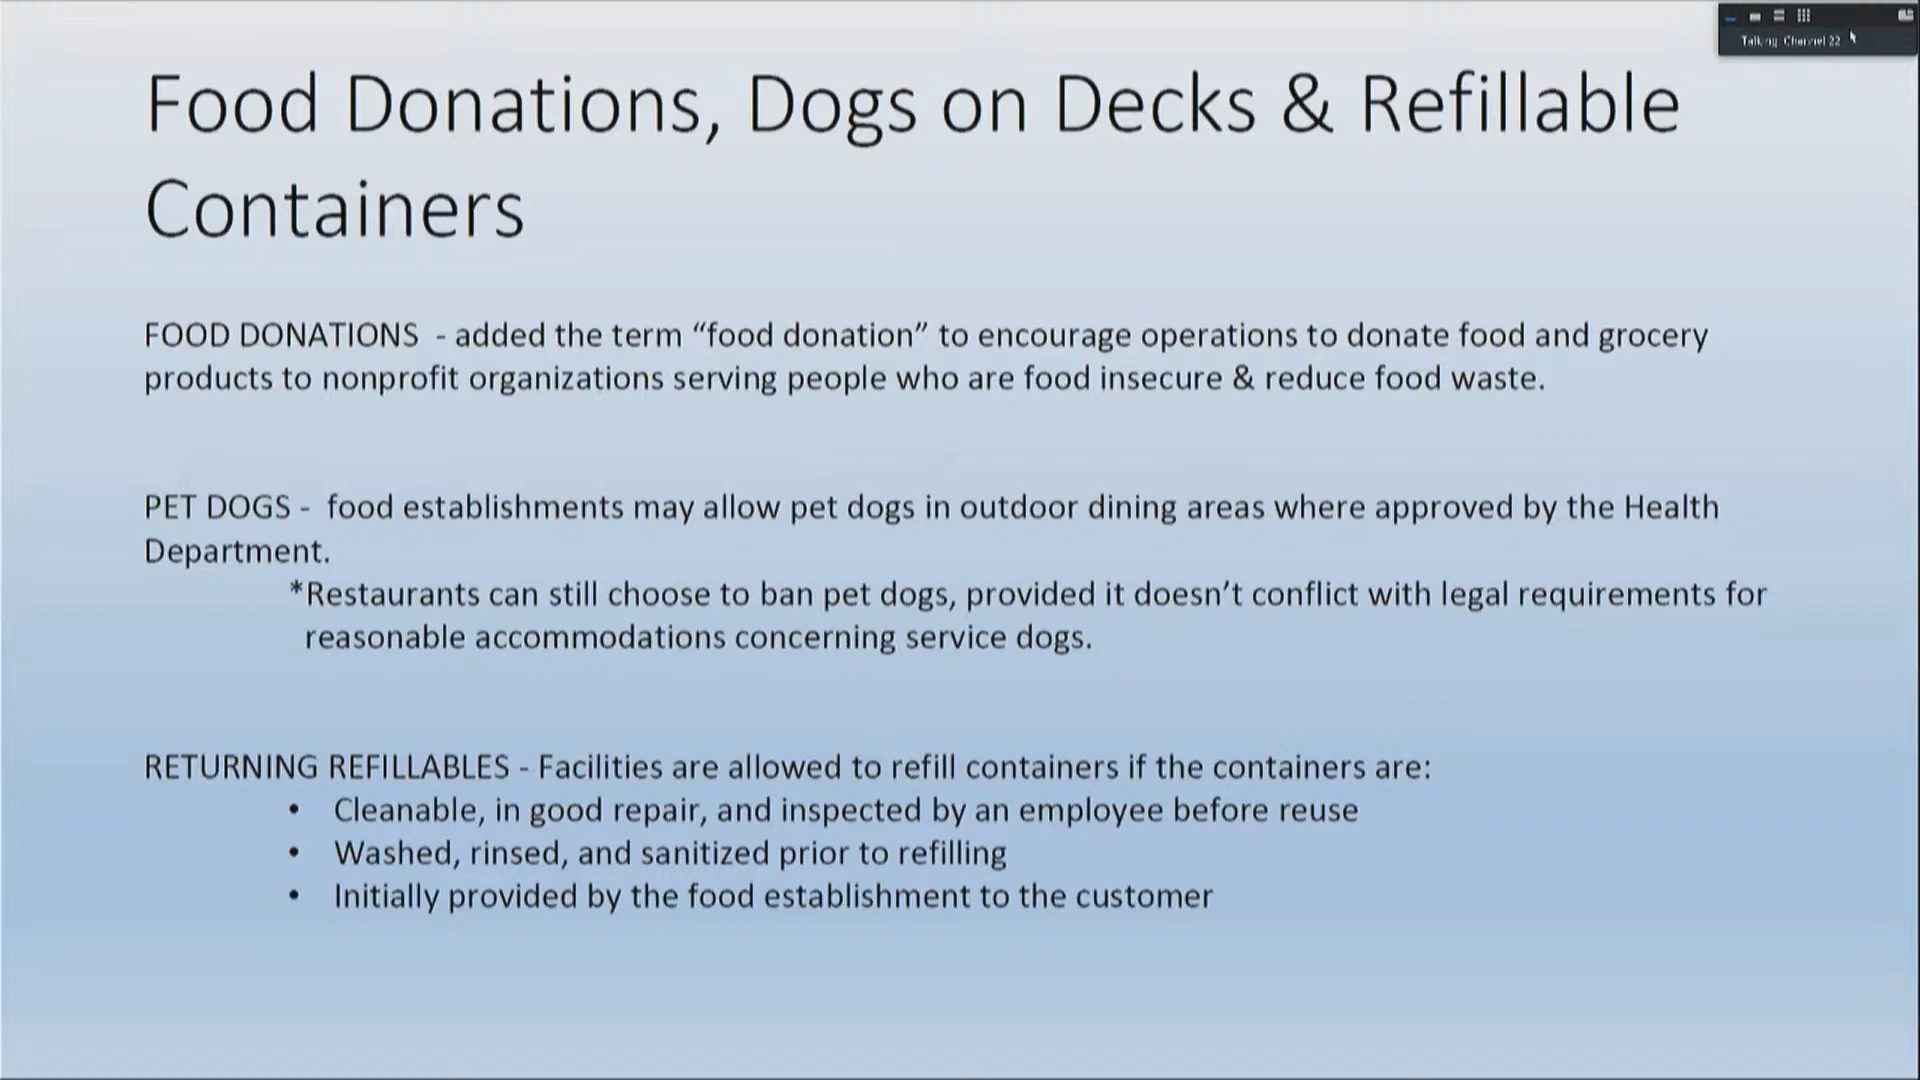 Talking: Channel 22
Food Donations, Dogs on Decks & Refillable
Containers
FOOD DONATIONS - added the term “food donation” to encourage operations to donate food and grocery
products to nonprofit organizations serving people who are food insecure & reduce food waste.
PET DOGS - food establishments may allow pet dogs in outdoor dining areas where approved by the Health
Department.
*Restaurants can still choose to ban pet dogs, provided it doesn’t conflict with legal requirements for
reasonable accommodations concerning service dogs.
RETURNING REFILLABLES - Facilities are allowed to refill containers if the containers are:
• Cleanable, in good repair, and inspected by an employee before reuse
• Washed, rinsed, and sanitized prior to refilling
• Initially provided by the food establishment to the customer